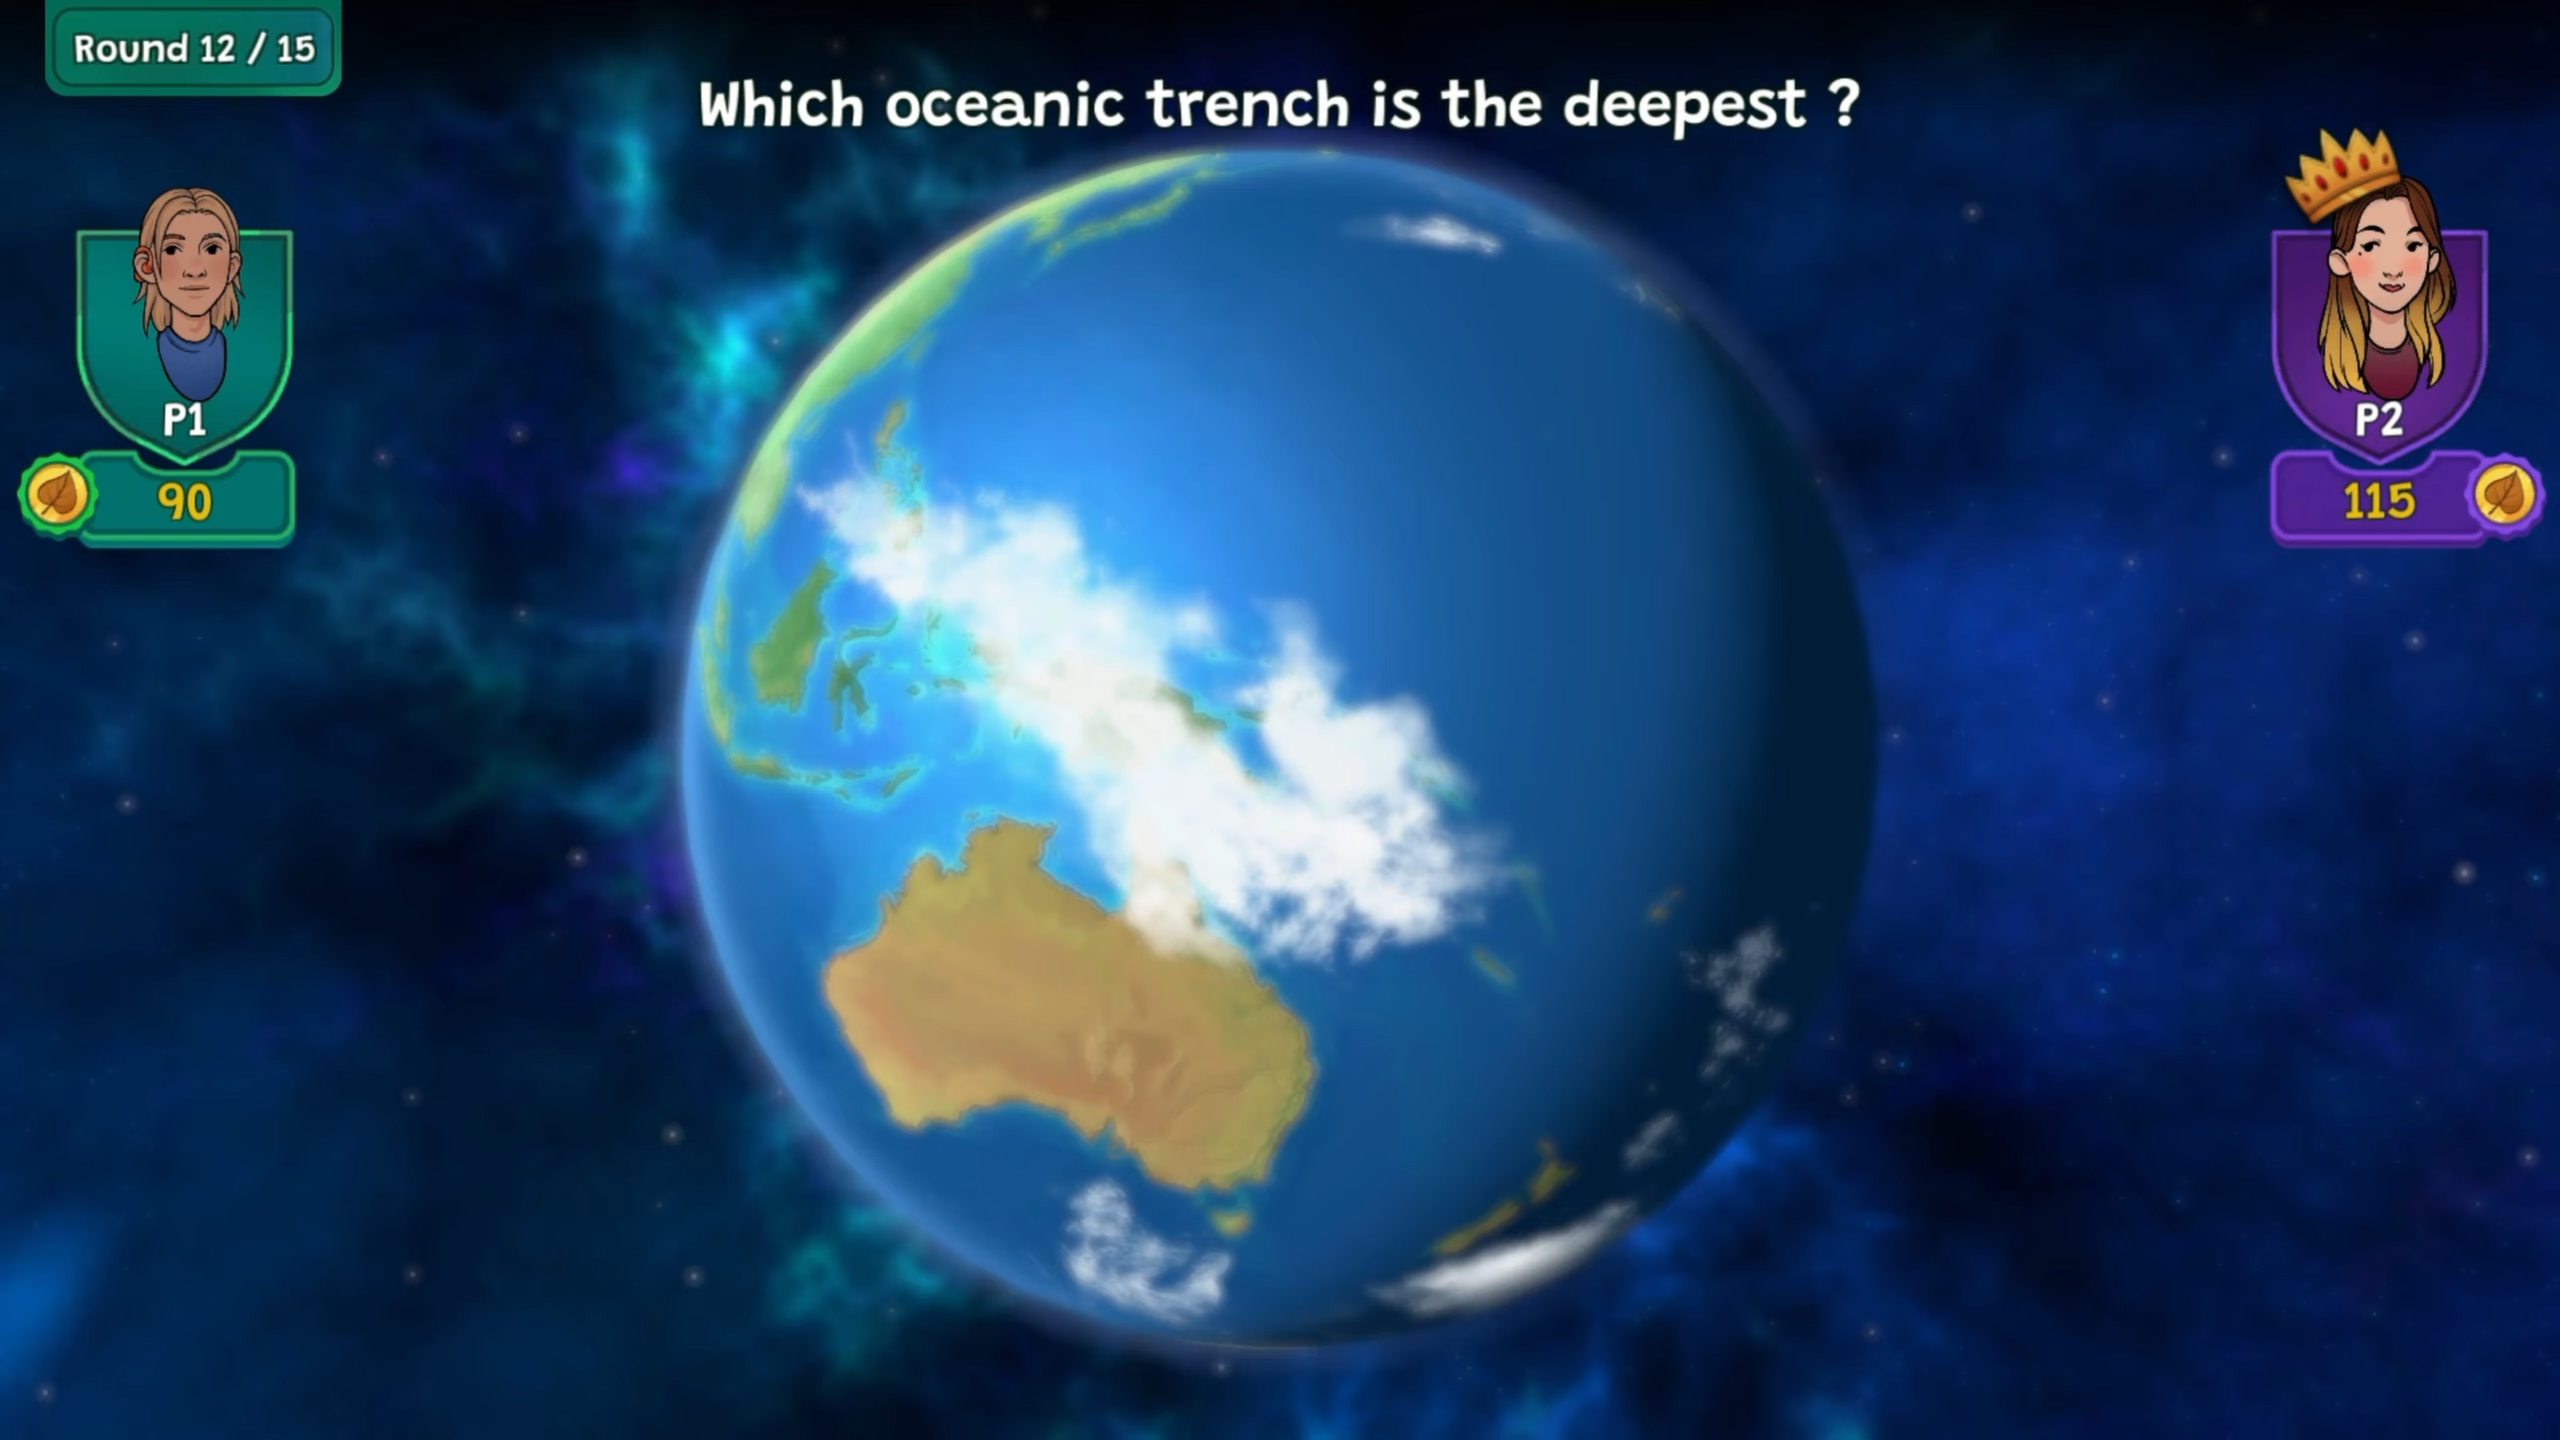 Round 12 / 15
Which oceanic trench is the deepest ?
P1
90
P2
115